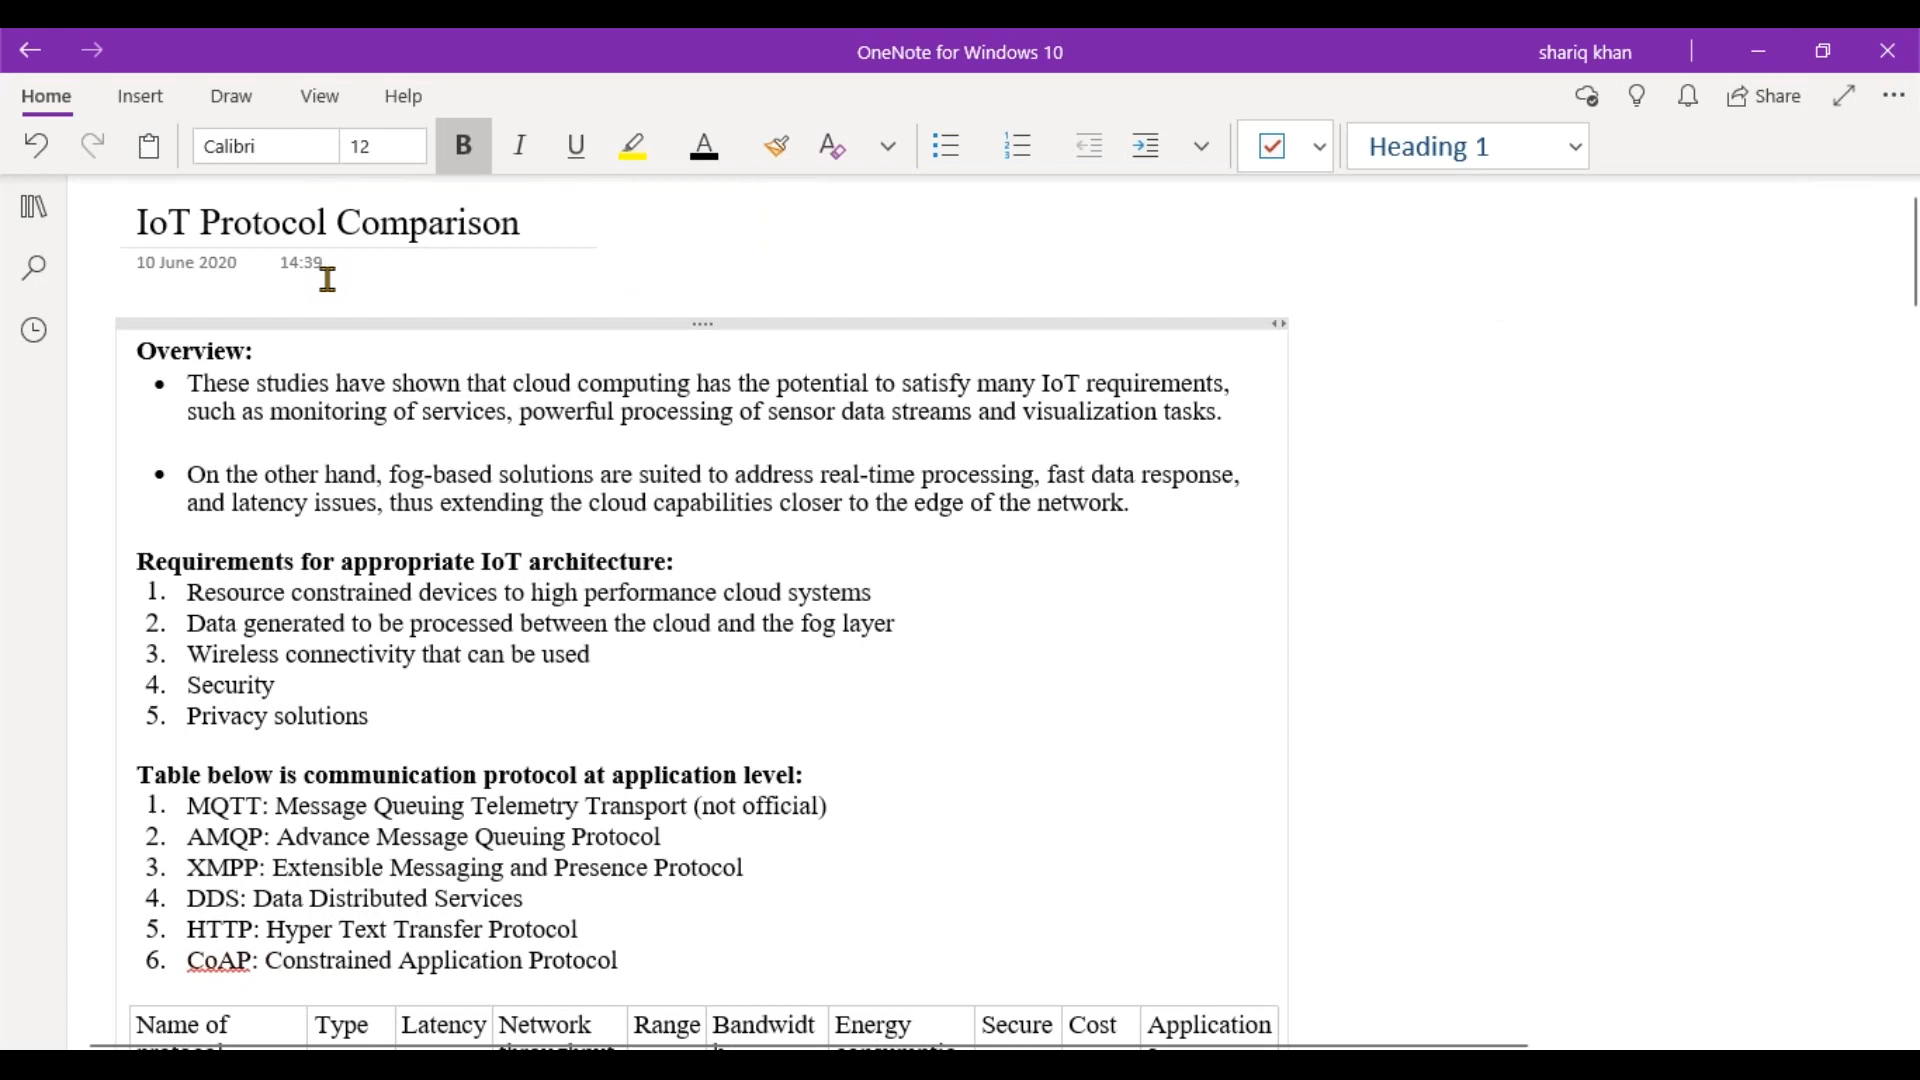 OneNote for Windows 10
shariq khan
Home Insert Draw View Help
Share
Calibri 12 B I U A A Heading 1
IoT Protocol Comparison
10 June 2020 14:39
Overview:
• These studies have shown that cloud computing has the potential to satisfy many IoT requirements,
such as monitoring of services, powerful processing of sensor data streams and visualization tasks.
• On the other hand, fog-based solutions are suited to address real-time processing, fast data response,
and latency issues, thus extending the cloud capabilities closer to the edge of the network.
Requirements for appropriate IoT architecture:
1. Resource constrained devices to high performance cloud systems
2. Data generated to be processed between the cloud and the fog layer
3. Wireless connectivity that can be used
4. Security
5. Privacy solutions
Table below is communication protocol at application level:
1. MQTT: Message Queuing Telemetry Transport (not official)
2. AMQP: Advance Message Queuing Protocol
3. XMPP: Extensible Messaging and Presence Protocol
4. DDS: Data Distributed Services
5. HTTP: Hyper Text Transfer Protocol
6. CoAP: Constrained Application Protocol
Name of Type Latency Network Range Bandwidt Energy Secure Cost Application